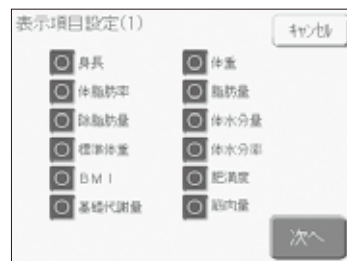 表示項目設定(1)
キャンセル
身長 体重
体脂肪率 脂肪量
除脂肪量 体水分量
標準体重 体水分率
BMI 肥満度
基礎代謝量 筋肉量
次へ